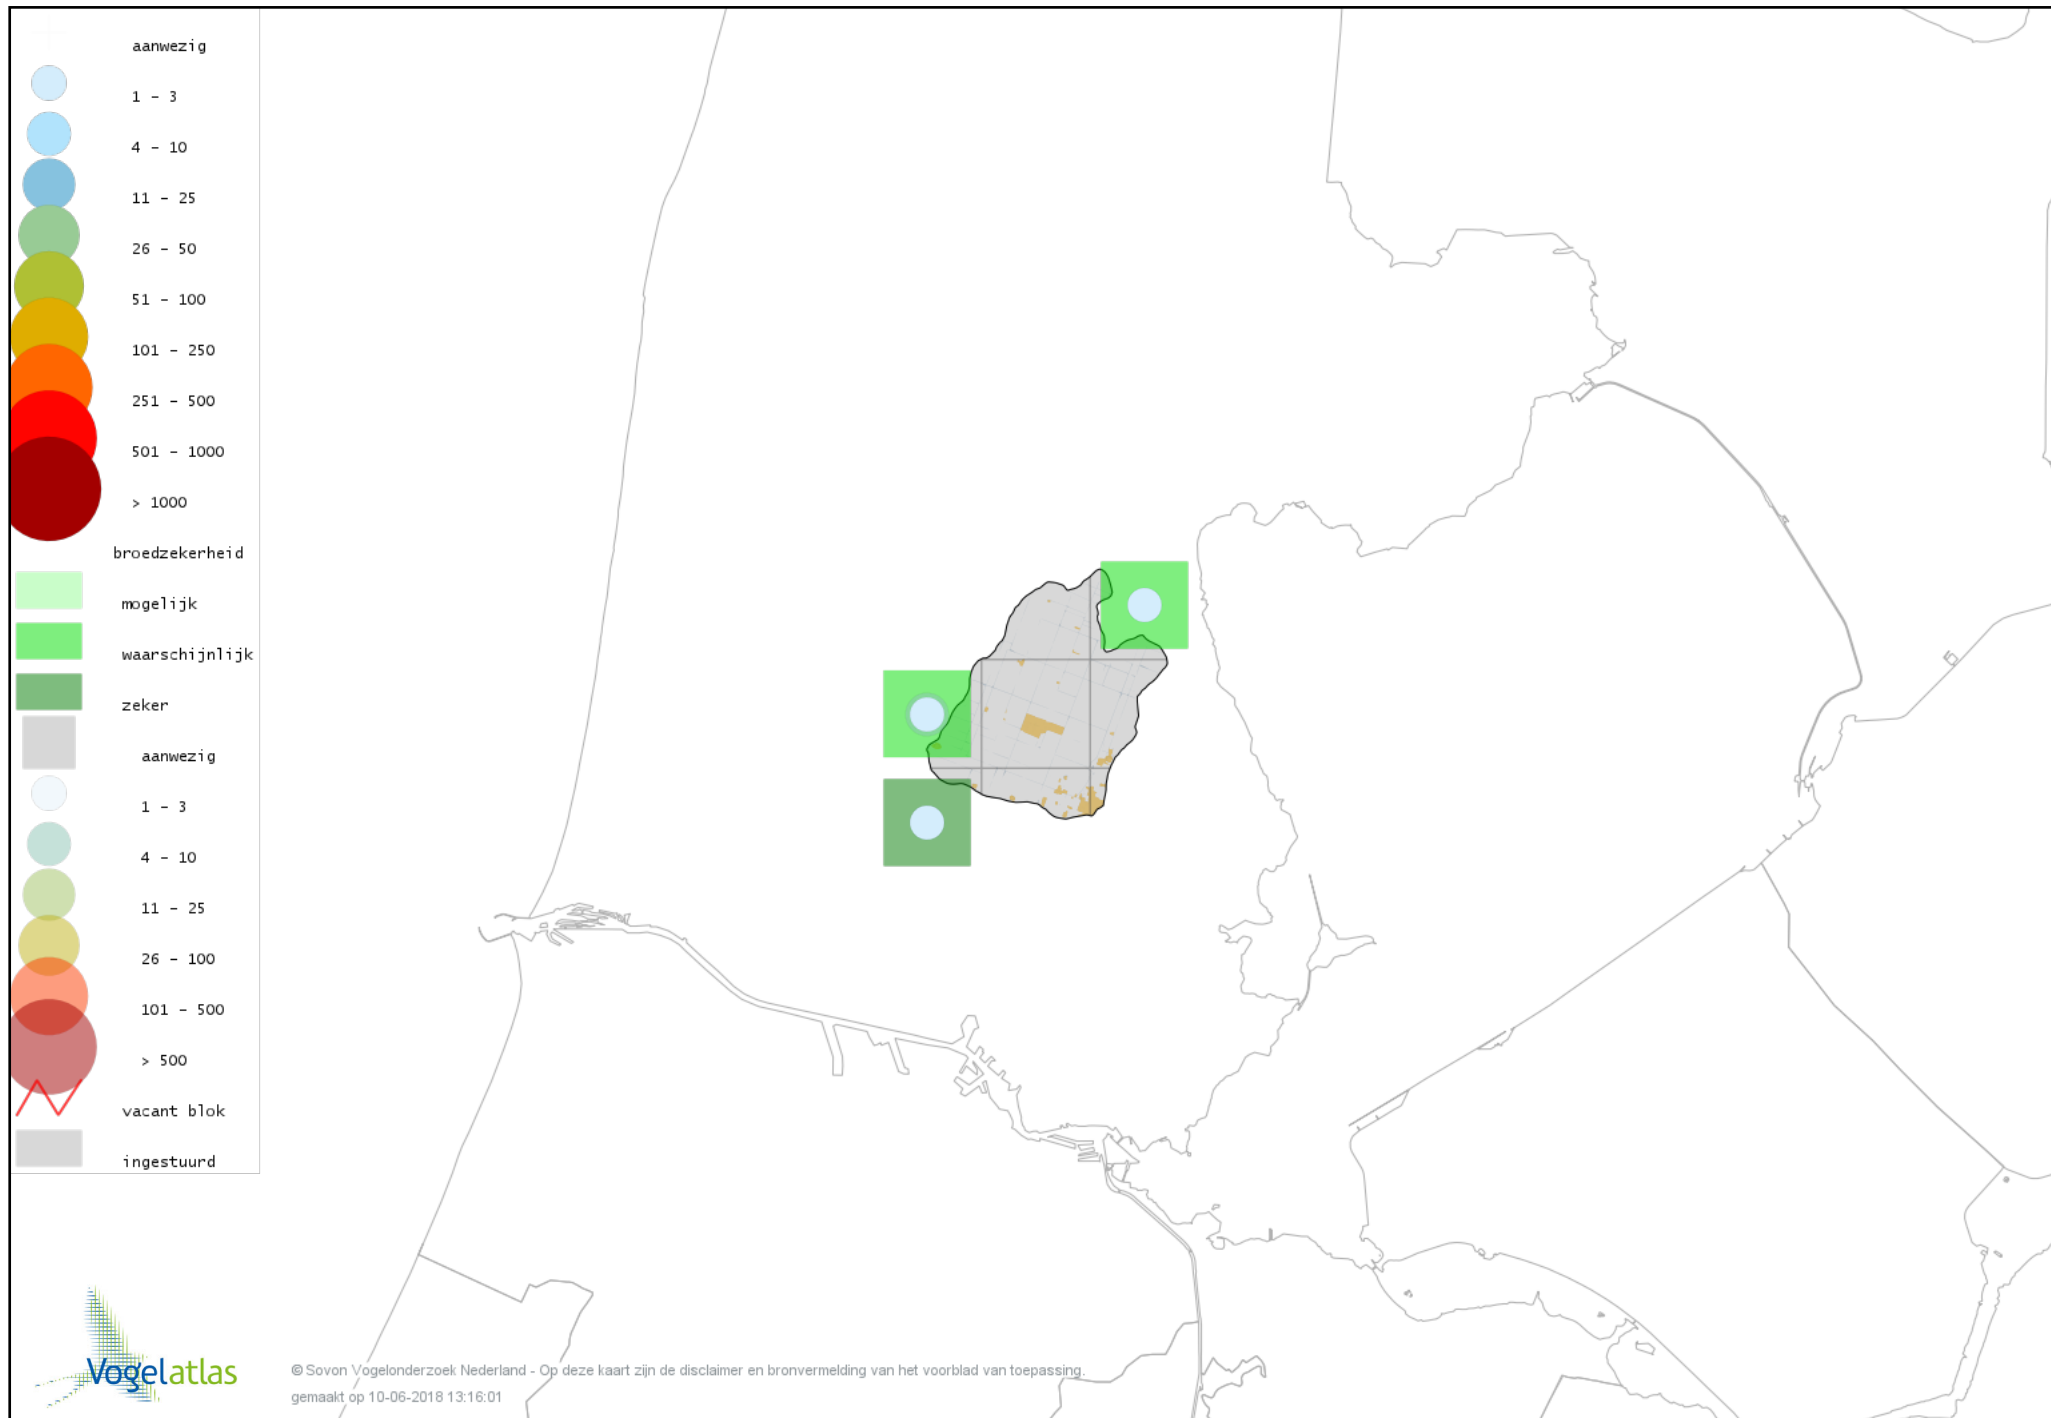 aanwezig
1 - 3
4 - 10
11 - 25
26 - 50
51 - 100
101 - 250
251 - 500
501 - 1000
> 1000
broedzekerheid
mogelijk
waarschijnlijk
zeker
aanwezig
1 - 3
4 - 10
11 - 25
26 - 100
101 - 500
> 500
vacant blok
ingestuurd
Vogelatlas
© Sovon Vogelonderzoek Nederland - Op deze kaart zijn de disclaimer en bronvermelding van het voorblad van toepassing.
gemaakt op 10-06-2018 13:16:01